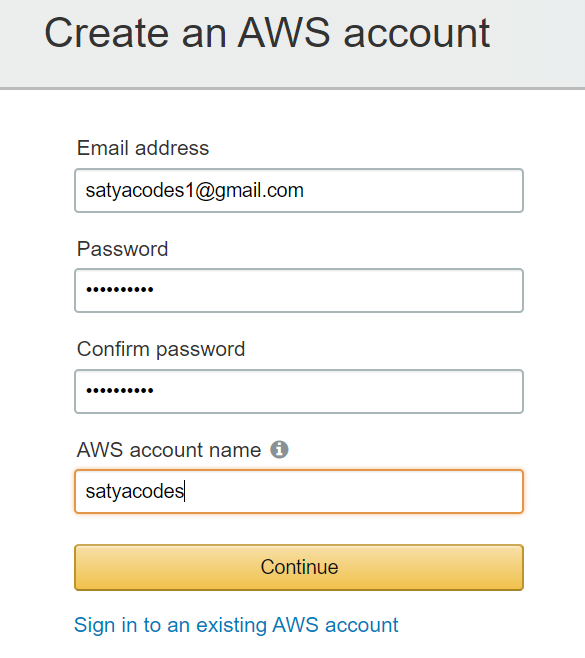 Create an AWS account
Email address
satyacodes1@gmail.com
Password
••••••••••
Confirm password
••••••••••
AWS account name
satyacodes
Continue
Sign in to an existing AWS account